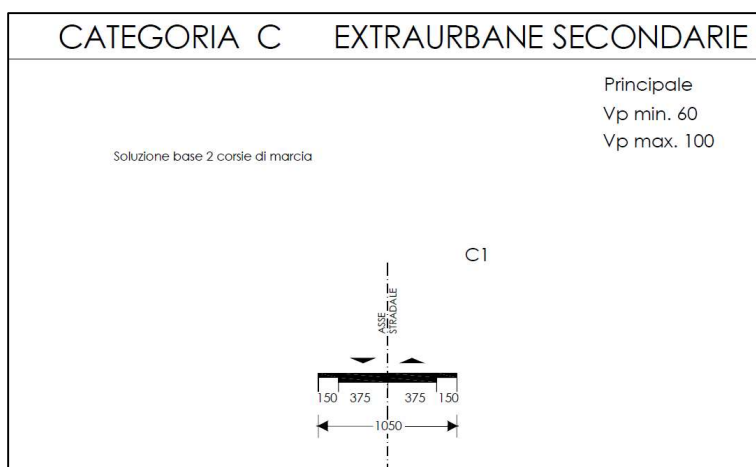 CATEGORIA C EXTRAURBANE SECONDARIE
Principale
Vp min. 60
Vp max. 100
Soluzione base 2 corsie di marcia
C1
ASSE
STRADALE
150 375 375 150
1050